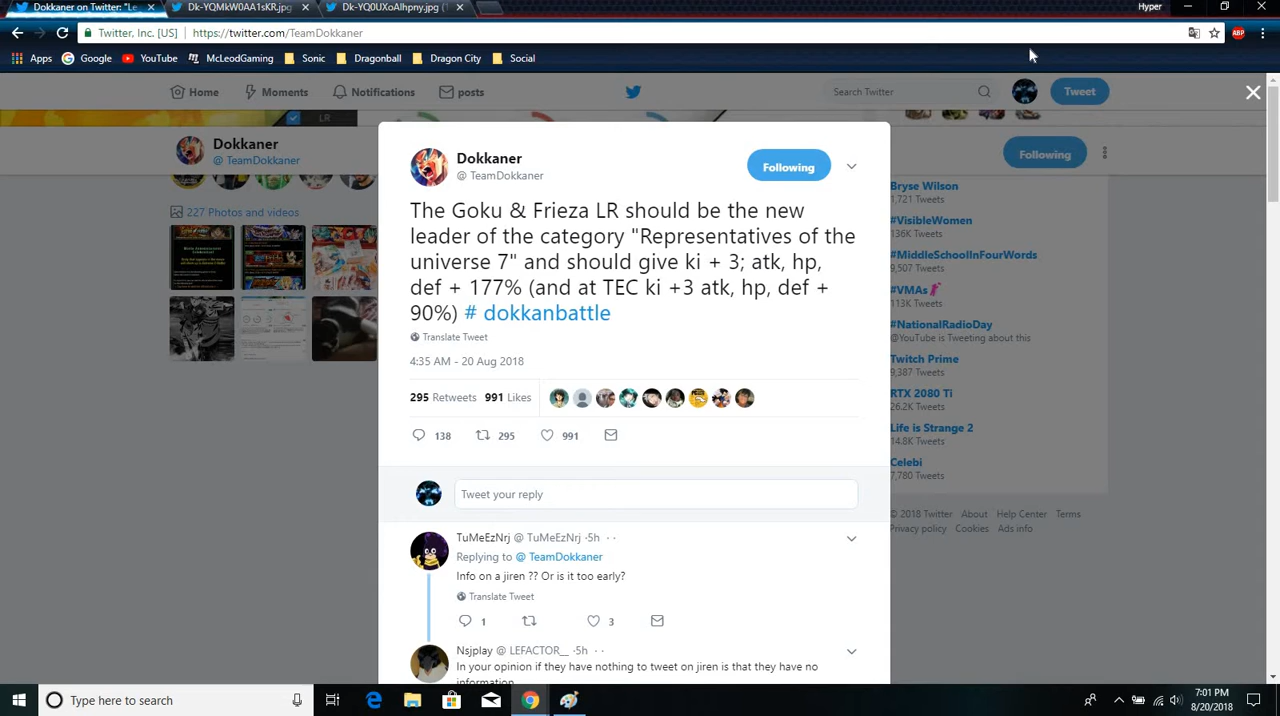 Dokkaner on Twitter: "Le
Dk-YQMkW0AA1sKR.jpg
Dk-YQ0UXoAIhpny.jpg (
Hyper
Twitter, Inc. [US]
https://twitter.com/TeamDokkaner
ABP
Apps
Google
YouTube
McLeodGaming
Sonic
Dragonball
Dragon City
Social
Home
Moments
Notifications
posts
Search Twitter
Tweet
LR
Dokkaner
@ TeamDokkaner
Following
227 Photos and videos
Dokkaner
@ TeamDokkaner
Following
The Goku & Frieza LR should be the new
leader of the category "Representatives of the
universe 7" and should give ki + 3; atk, hp,
def + 177% (and at TEC ki +3 atk, hp, def +
90%) # dokkanbattle
Translate Tweet
4:35 AM - 20 Aug 2018
295 Retweets 991 Likes
138 295 991
Tweet your reply
TuMeEzNrj @ TuMeEzNrj ·5h
Replying to @ TeamDokkaner
Info on a jiren ?? Or is it too early?
Translate Tweet
1 3
Nsjplay @ LEFACTOR__ ·5h
In your opinion if they have nothing to tweet on jiren is that they have no
information
Bryse Wilson
1,721 Tweets
#VisibleWomen
136K Tweets
#MiddleSchoolInFourWords
9,507 Tweets
#VMAs
113K Tweets
#NationalRadioDay
@YouTube is Tweeting about this
Twitch Prime
9,387 Tweets
RTX 2080 Ti
26.2K Tweets
Life is Strange 2
14.8K Tweets
Celebi
7,780 Tweets
© 2018 Twitter About Help Center Terms
Privacy policy Cookies Ads info
Type here to search
7:01 PM
8/20/2018